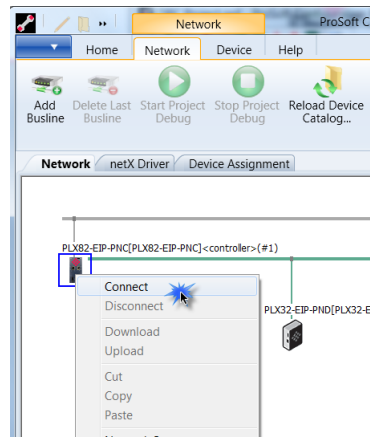 Network
ProSoft C
Home Network Device Help
Add Busline
Delete Last Busline
Start Project Debug
Stop Project Debug
Reload Device Catalog...
Network netX Driver Device Assignment
PLX82-EIP-PNC[PLX82-EIP-PNC]<controller>(#1)
Connect
Disconnect
PLX32-EIP-PND[PLX32-E
Download
Upload
Cut
Copy
Paste